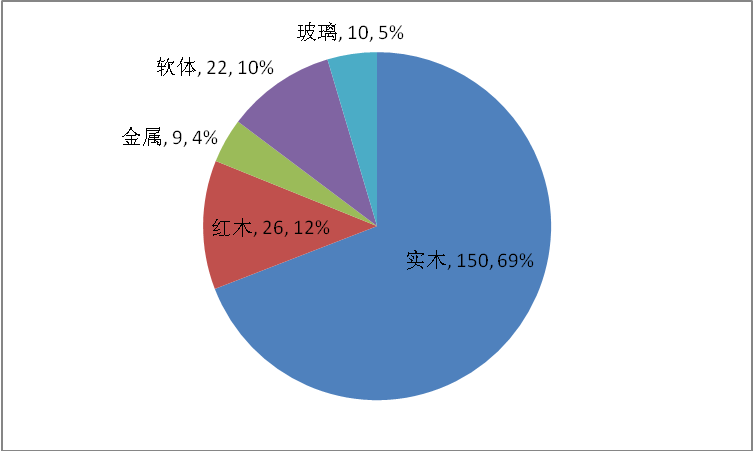 玻璃, 10, 5%
软体, 22, 10%
金属, 9, 4%
红木, 26, 12%
实木, 150, 69%